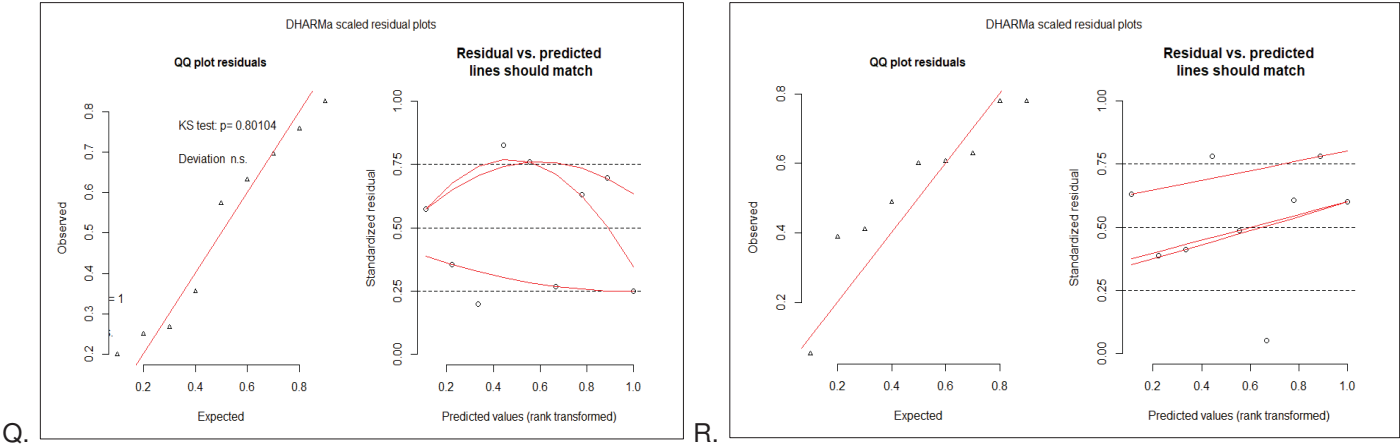 DHARMa scaled residual plots
QQ plot residuals
Residual vs. predicted
lines should match
KS test: p= 0.80104
Deviation n.s.
= 1
Observed
0.2 0.3 0.4 0.5 0.6 0.7 0.8
0.2 0.4 0.6 0.8
Expected
Standardized residual
0.00 0.25 0.50 0.75 1.00
0.2 0.4 0.6 0.8 1.0
Predicted values (rank transformed)
Q.
DHARMa scaled residual plots
QQ plot residuals
Residual vs. predicted
lines should match
Observed
0.2 0.4 0.6 0.8
0.2 0.4 0.6 0.8
Expected
Standardized residual
0.00 0.25 0.50 0.75 1.00
0.2 0.4 0.6 0.8 1.0
Predicted values (rank transformed)
R.